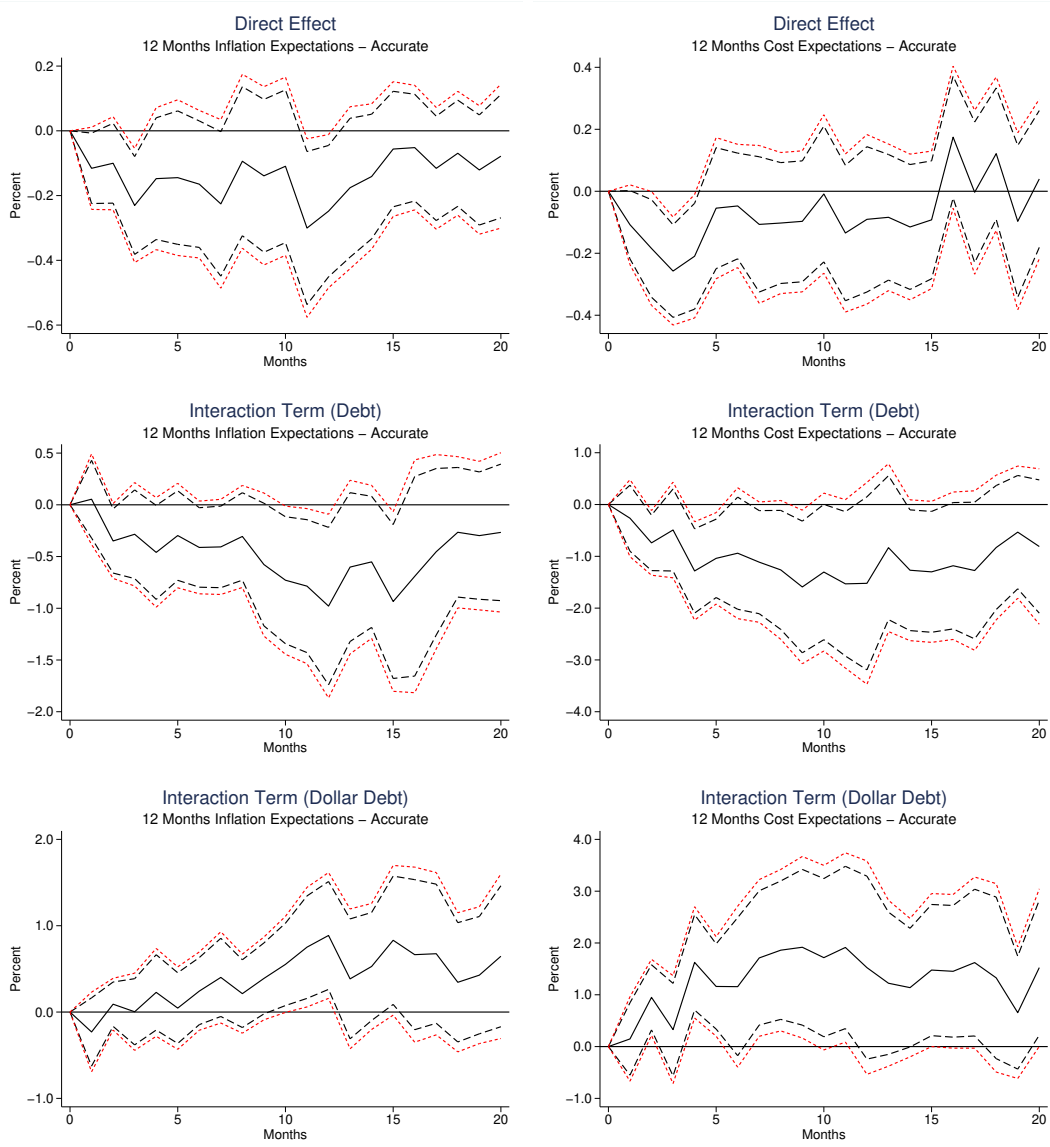 Direct Effect
12 Months Inflation Expectations – Accurate
0.2
0.0
−0.2
−0.4
−0.6
Percent
0 5 10 15 20
Months
Direct Effect
12 Months Cost Expectations – Accurate
0.4
0.2
0.0
−0.2
−0.4
Percent
0 5 10 15 20
Months
Interaction Term (Debt)
12 Months Inflation Expectations – Accurate
0.5
0.0
−0.5
−1.0
−1.5
−2.0
Percent
0 5 10 15 20
Months
Interaction Term (Debt)
12 Months Cost Expectations – Accurate
1.0
0.0
−1.0
−2.0
−3.0
−4.0
Percent
0 5 10 15 20
Months
Interaction Term (Dollar Debt)
12 Months Inflation Expectations – Accurate
2.0
1.0
0.0
−1.0
Percent
0 5 10 15 20
Months
Interaction Term (Dollar Debt)
12 Months Cost Expectations – Accurate
4.0
3.0
2.0
1.0
0.0
−1.0
Percent
0 5 10 15 20
Months